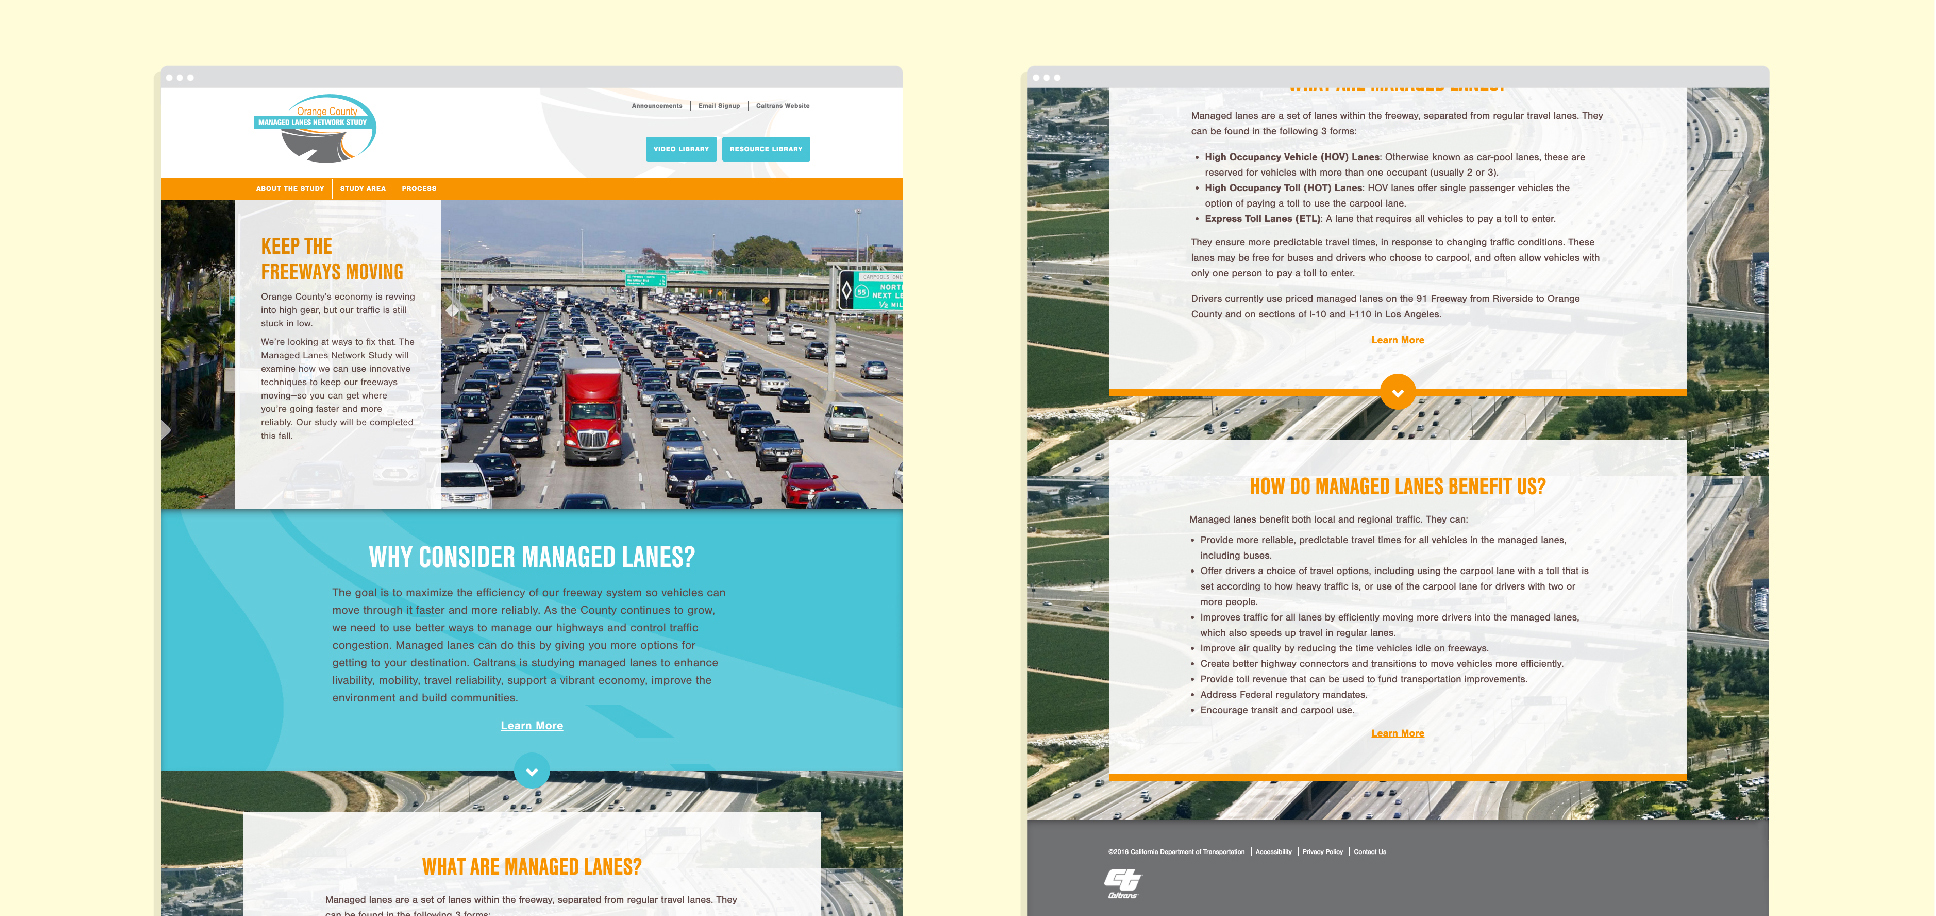 Orange County
MANAGED LANES NETWORK STUDY
Announcements
Email Signup
Caltrans Website
VIDEO LIBRARY
RESOURCE LIBRARY
ABOUT THE STUDY
STUDY AREA
PROCESS
KEEP THE
FREEWAYS MOVING
Orange County's economy is revving
into high gear, but our traffic is still
stuck in low.
We're looking at ways to fix that. The
Managed Lanes Network Study will
examine how we can use innovative
techniques to keep our freeways
moving—so you can get where
you're going faster and more
reliably. Our study will be completed
this fall.
CARPOOLS ONLY
55
NORT
NEXT LE
½ MIL
WHY CONSIDER MANAGED LANES?
The goal is to maximize the efficiency of our freeway system so vehicles can
move through it faster and more reliably. As the County continues to grow,
we need to use better ways to manage our highways and control traffic
congestion. Managed lanes can do this by giving you more options for
getting to your destination. Caltrans is studying managed lanes to enhance
livability, mobility, travel reliability, support a vibrant economy, improve the
environment and build communities.
Learn More
WHAT ARE MANAGED LANES?
Managed lanes are a set of lanes within the freeway, separated from regular travel lanes. They
can be found in the following 3 forms:
WHAT ARE MANAGED LANES?
Managed lanes are a set of lanes within the freeway, separated from regular travel lanes. They
can be found in the following 3 forms:
• High Occupancy Vehicle (HOV) Lanes: Otherwise known as car-pool lanes, these are
reserved for vehicles with more than one occupant (usually 2 or 3).
• High Occupancy Toll (HOT) Lanes: HOV lanes offer single passenger vehicles the
option of paying a toll to use the carpool lane.
• Express Toll Lanes (ETL): A lane that requires all vehicles to pay a toll to enter.
They ensure more predictable travel times, in response to changing traffic conditions. These
lanes may be free for buses and drivers who choose to carpool, and often allow vehicles with
only one person to pay a toll to enter.
Drivers currently use priced managed lanes on the 91 Freeway from Riverside to Orange
County and on sections of I-10 and I-110 in Los Angeles.
Learn More
HOW DO MANAGED LANES BENEFIT US?
Managed lanes benefit both local and regional traffic. They can:
• Provide more reliable, predictable travel times for all vehicles in the managed lanes,
including buses.
• Offer drivers a choice of travel options, including using the carpool lane with a toll that is
set according to how heavy traffic is, or use of the carpool lane for drivers with two or
more people.
• Improves traffic for all lanes by efficiently moving more drivers into the managed lanes,
which also speeds up travel in regular lanes.
• Improve air quality by reducing the time vehicles idle on freeways.
• Create better highway connectors and transitions to move vehicles more efficiently.
• Provide toll revenue that can be used to fund transportation improvements.
• Address Federal regulatory mandates.
• Encourage transit and carpool use.
Learn More
©2016 California Department of Transportation
Accessibility
Privacy Policy
Contact Us
ct
Caltrans